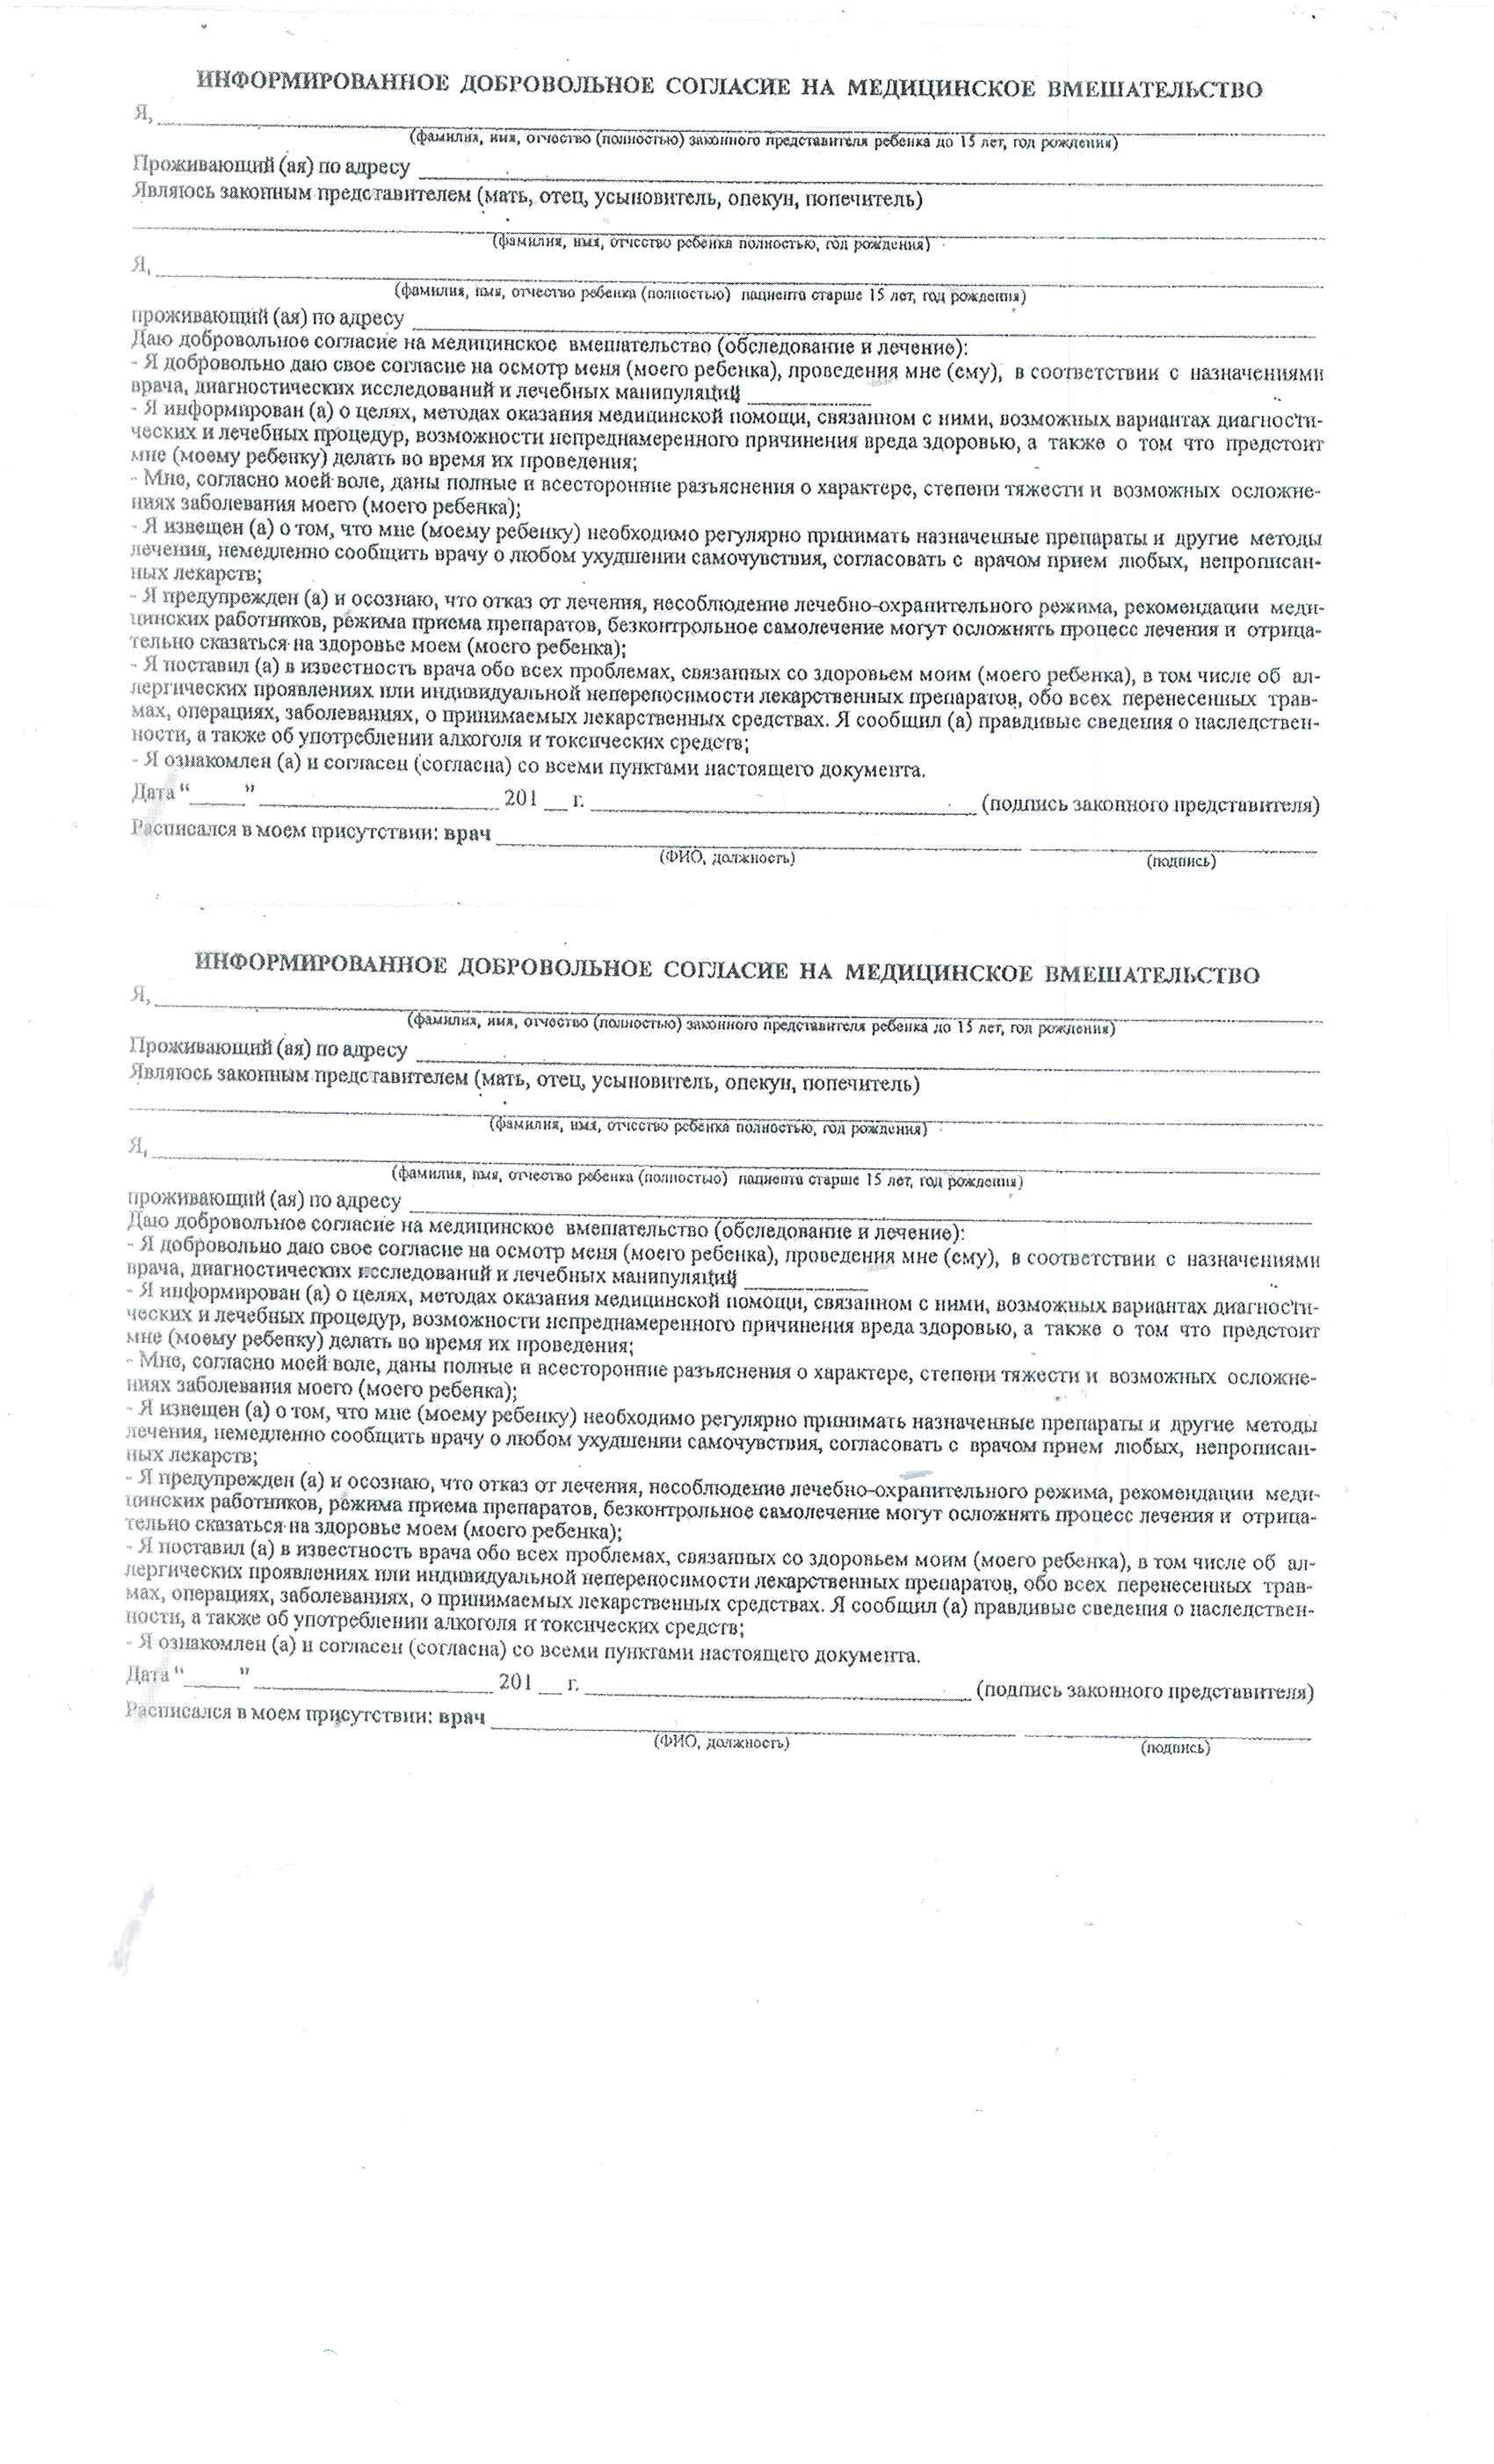 ИНФОРМИРОВАННОЕ ДОБРОВОЛЬНОЕ СОГЛАСИЕ НА МЕДИЦИНСКОЕ ВМЕШАТЕЛЬСТВО
Я,
(фамилия, имя, отчество (полностью) законного представителя ребенка до 15 лет, год рождения)
Проживающий (ая) по адресу
Являюсь законным представителем (мать, отец, усыновитель, опекун, попечитель)
(фамилия, имя, отчество ребенка полностью, год рождения)
Я,
(фамилия, имя, отчество ребенка (полностью) пациента старше 15 лет, год рождения)
проживающий (ая) по адресу
Даю добровольное согласие на медицинское вмешательство (обследование и лечение):
- Я добровольно даю свое согласие на осмотр меня (моего ребенка), проведения мне (ему), в соответствии с назначениями
врача, диагностических исследований и лечебных манипуляций
- Я информирован (а) о целях, методах оказания медицинской помощи, связанном с ними, возможных вариантах диагности-
ческих и лечебных процедур, возможности непреднамеренного причинения вреда здоровью, а также о том что предстоит
мне (моему ребенку) делать во время их проведения;
- Мне, согласно моей воле, даны полные и всесторонние разъяснения о характере, степени тяжести и возможных осложне-
ниях заболевания моего (моего ребенка);
- Я извещен (а) о том, что мне (моему ребенку) необходимо регулярно принимать назначенные препараты и другие методы
лечения, немедленно сообщить врачу о любом ухудшении самочувствия, согласовать с врачом прием любых, непрописан-
ных лекарств;
- Я предупрежден (а) и осознаю, что отказ от лечения, несоблюдение лечебно-охранительного режима, рекомендации меди-
цинских работников, режима приема препаратов, безконтрольное самолечение могут осложнять процесс лечения и отрица-
тельно сказаться на здоровье моем (моего ребенка);
- Я поставил (а) в известность врача обо всех проблемах, связанных со здоровьем моим (моего ребенка), в том числе об ал-
лергических проявлениях или индивидуальной непереносимости лекарственных препаратов, обо всех перенесенных трав-
мах, операциях, заболеваниях, о принимаемых лекарственных средствах. Я сообщил (а) правдивые сведения о наследствен-
ности, а также об употреблении алкоголя и токсических средств;
- Я ознакомлен (а) и согласен (согласна) со всеми пунктами настоящего документа.
Дата “_____” ____________________ 201 __ г. ______________________________ (подпись законного представителя)
Расписался в моем присутствии: врач
(ФИО, должность) (подпись)
ИНФОРМИРОВАННОЕ ДОБРОВОЛЬНОЕ СОГЛАСИЕ НА МЕДИЦИНСКОЕ ВМЕШАТЕЛЬСТВО
Я,
(фамилия, имя, отчество (полностью) законного представителя ребенка до 15 лет, год рождения)
Проживающий (ая) по адресу
Являюсь законным представителем (мать, отец, усыновитель, опекун, попечитель)
(фамилия, имя, отчество ребенка полностью, год рождения)
Я,
(фамилия, имя, отчество ребенка (полностью) пациента старше 15 лет, год рождения)
проживающий (ая) по адресу
Даю добровольное согласие на медицинское вмешательство (обследование и лечение):
- Я добровольно даю свое согласие на осмотр меня (моего ребенка), проведения мне (ему), в соответствии с назначениями
врача, диагностических исследований и лечебных манипуляций
- Я информирован (а) о целях, методах оказания медицинской помощи, связанном с ними, возможных вариантах диагности-
ческих и лечебных процедур, возможности непреднамеренного причинения вреда здоровью, а также о том что предстоит
мне (моему ребенку) делать во время их проведения;
- Мне, согласно моей воле, даны полные и всесторонние разъяснения о характере, степени тяжести и возможных осложне-
ниях заболевания моего (моего ребенка);
- Я извещен (а) о том, что мне (моему ребенку) необходимо регулярно принимать назначенные препараты и другие методы
лечения, немедленно сообщить врачу о любом ухудшении самочувствия, согласовать с врачом прием любых, непрописан-
ных лекарств;
- Я предупрежден (а) и осознаю, что отказ от лечения, несоблюдение лечебно-охранительного режима, рекомендации меди-
цинских работников, режима приема препаратов, безконтрольное самолечение могут осложнять процесс лечения и отрица-
тельно сказаться на здоровье моем (моего ребенка);
- Я поставил (а) в известность врача обо всех проблемах, связанных со здоровьем моим (моего ребенка), в том числе об ал-
лергических проявлениях или индивидуальной непереносимости лекарственных препаратов, обо всех перенесенных трав-
мах, операциях, заболеваниях, о принимаемых лекарственных средствах. Я сообщил (а) правдивые сведения о наследствен-
ности, а также об употреблении алкоголя и токсических средств;
- Я ознакомлен (а) и согласен (согласна) со всеми пунктами настоящего документа.
Дата “_____” ____________________ 201 __ г. ______________________________ (подпись законного представителя)
Расписался в моем присутствии: врач
(ФИО, должность) (подпись)